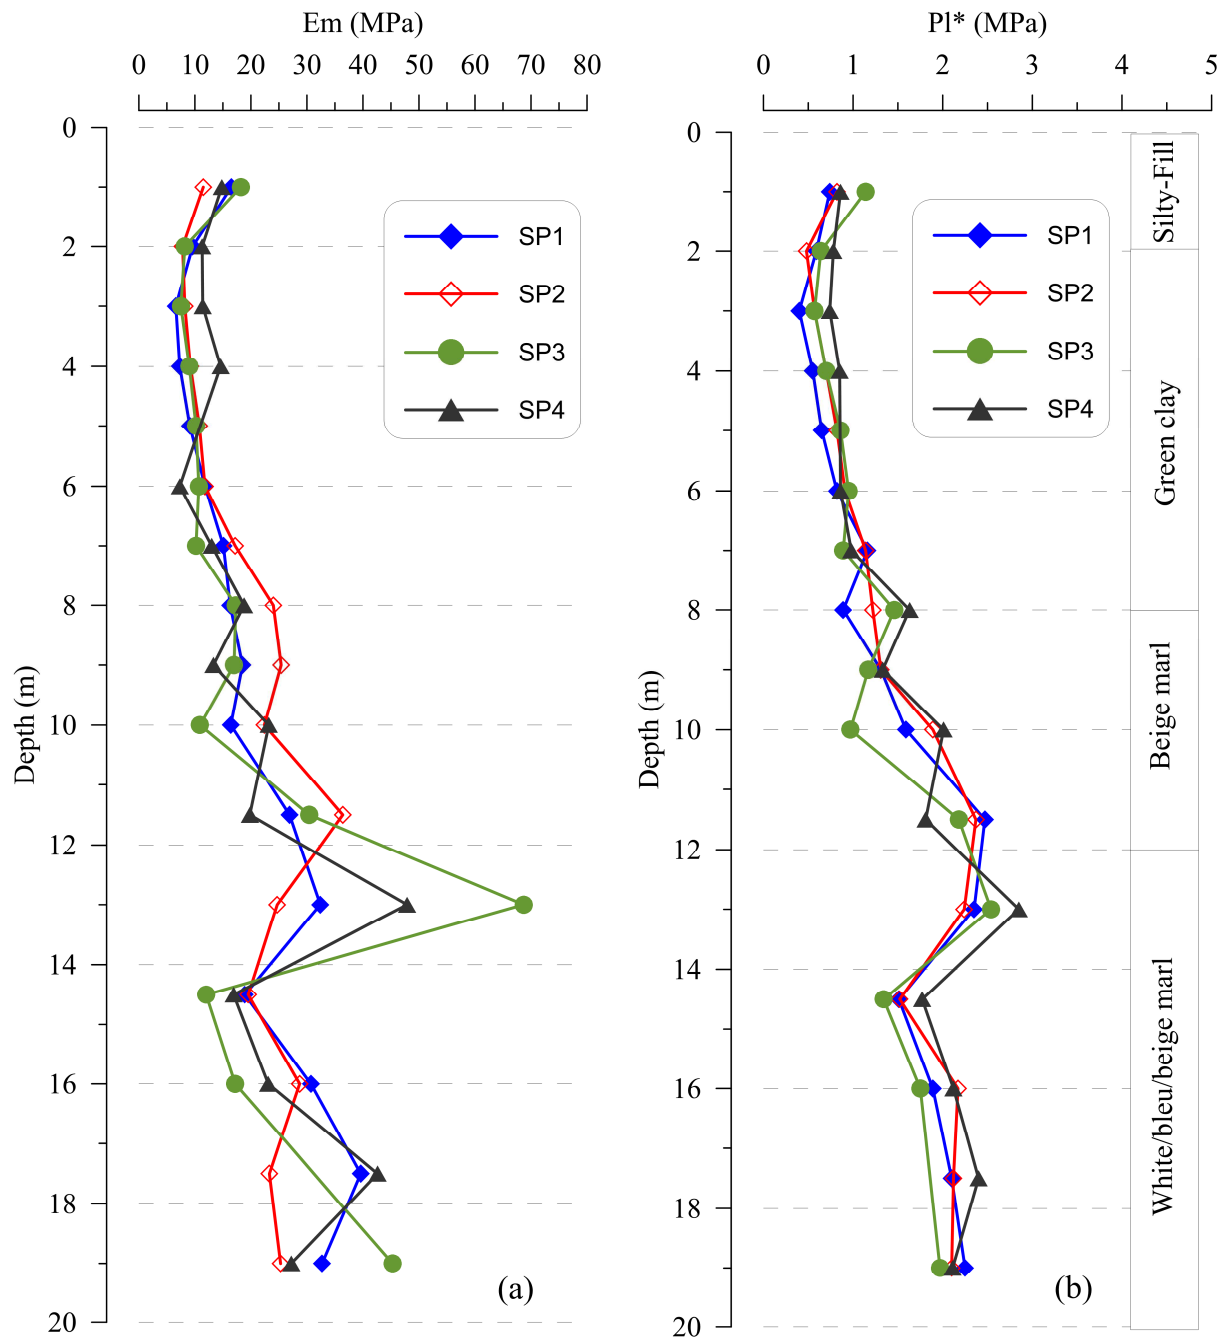 Em (MPa)
0 10 20 30 40 50 60 70 80
0
2
4
6
8
10
12
14
16
18
20
Depth (m)
SP1
SP2
SP3
SP4
(a)
Pl* (MPa)
0 1 2 3 4 5
0
2
4
6
8
10
12
14
16
18
20
Depth (m)
SP1
SP2
SP3
SP4
(b)
Silty-Fill
Green clay
Beige marl
White/bleu/beige marl